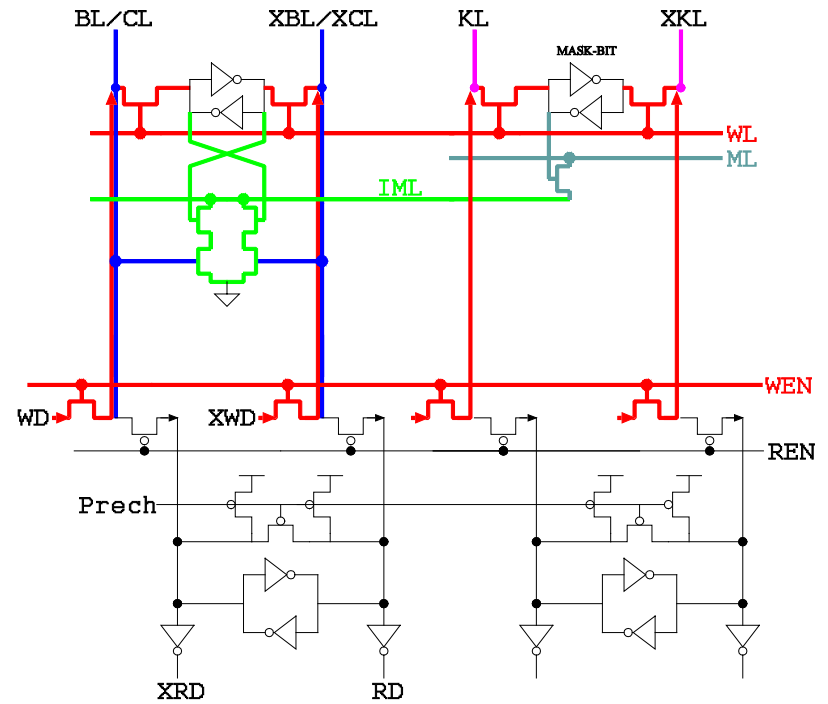 BL/CL XBL/XCL KL XKL
MASK-BIT
WL
ML
IML
WEN
WD XWD
REN
Prech
XRD RD